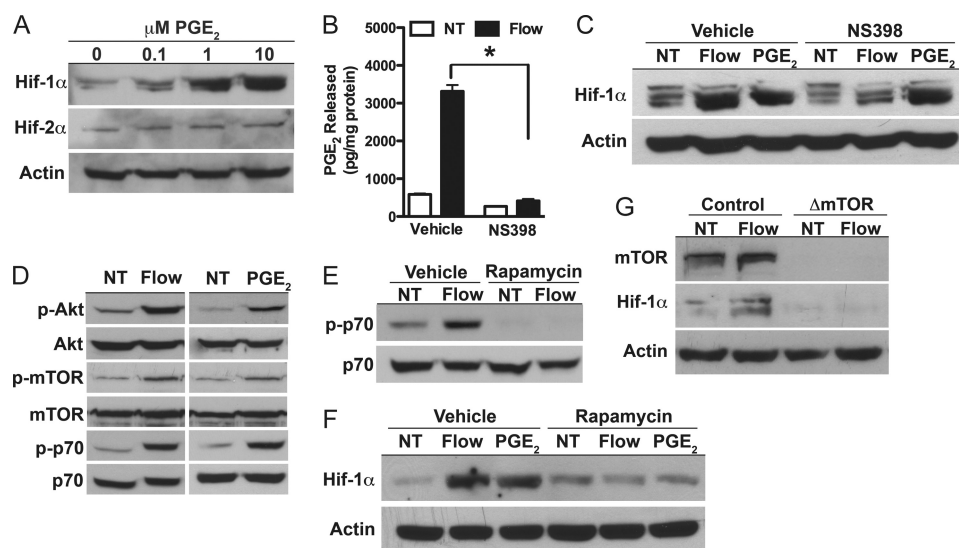 A
μM PGE2
0 0.1 1 10
Hif-1α
Hif-2α
Actin
B
NT Flow
*
5000
4000
3000
2000
1000
0
PGE2 Released
(pg/mg protein)
Vehicle NS398
C
Vehicle NS398
NT Flow PGE2 NT Flow PGE2
Hif-1α
Actin
D
NT Flow NT PGE2
p-Akt
Akt
p-mTOR
mTOR
p-p70
p70
E
Vehicle Rapamycin
NT Flow NT Flow
p-p70
p70
F
Vehicle Rapamycin
NT Flow PGE2 NT Flow PGE2
Hif-1α
Actin
G
Control ΔmTOR
NT Flow NT Flow
mTOR
Hif-1α
Actin